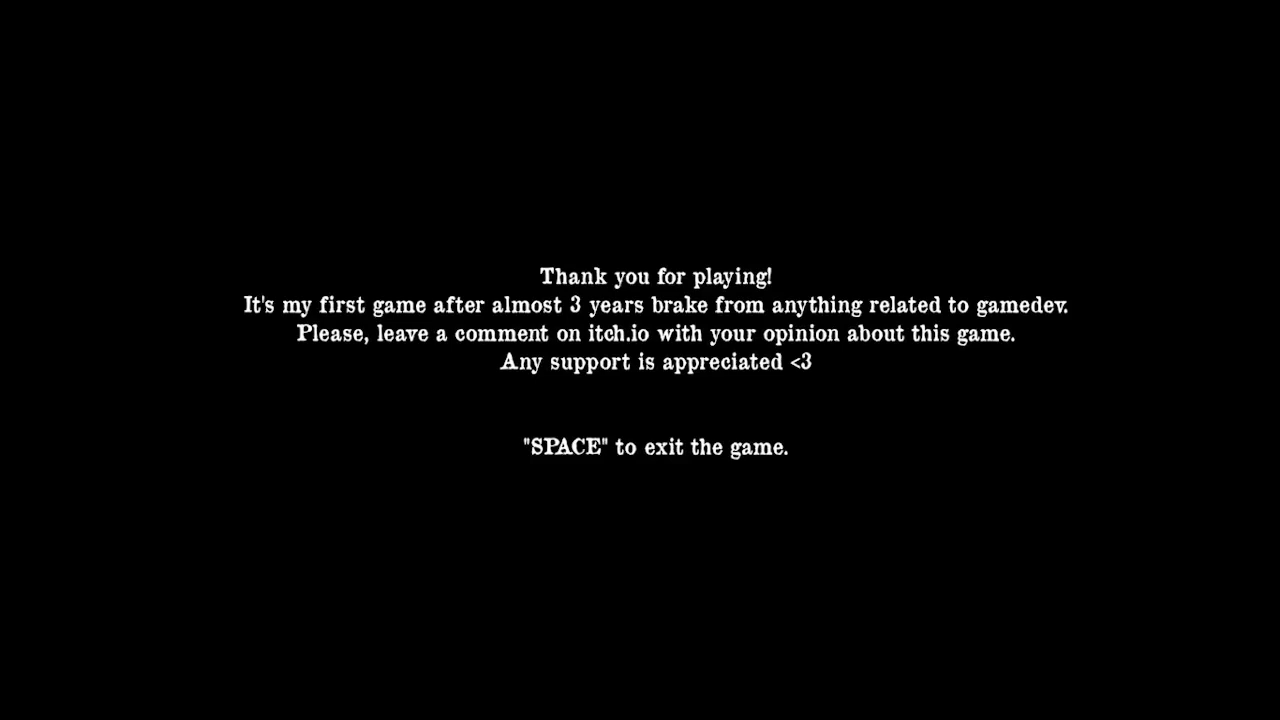 Thank you for playing!
It's my first game after almost 3 years brake from anything related to gamedev.
Please, leave a comment on itch.io with your opinion about this game.
Any support is appreciated <3
"SPACE" to exit the game.